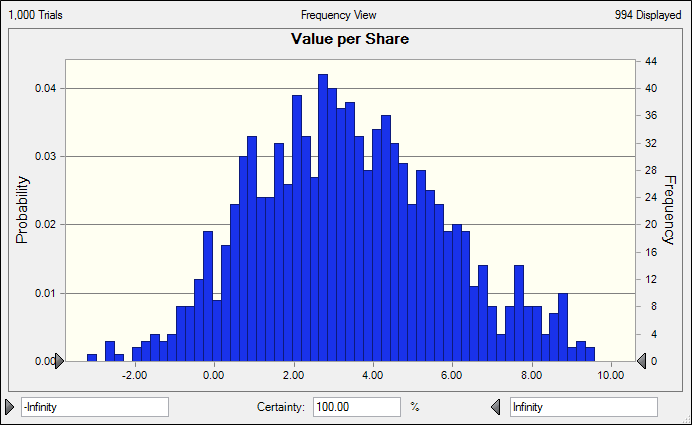 1,000 Trials Frequency View 994 Displayed
Value per Share
Probability
0.04
0.03
0.02
0.01
0.00
-2.00 0.00 2.00 4.00 6.00 8.00 10.00
44
40
36
32
28
24
20
16
12
8
4
0
Frequency
-Infinity Certainty: 100.00 % Infinity